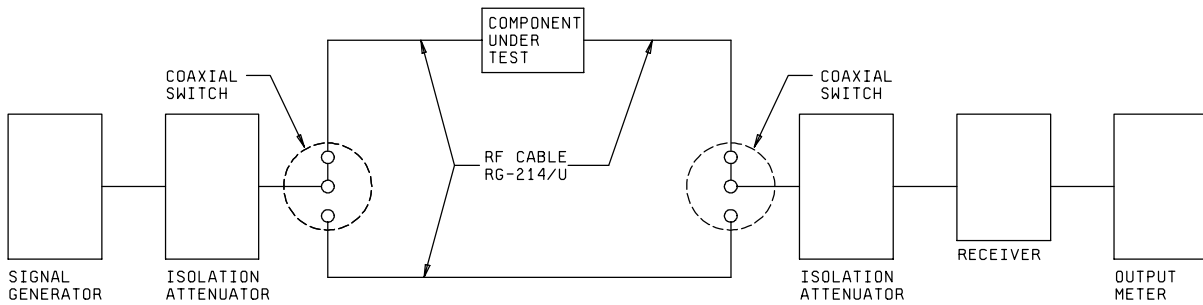 COMPONENT
UNDER
TEST
COAXIAL
SWITCH
COAXIAL
SWITCH
RF CABLE
RG-214/U
SIGNAL
GENERATOR
ISOLATION
ATTENUATOR
ISOLATION
ATTENUATOR
RECEIVER
OUTPUT
METER